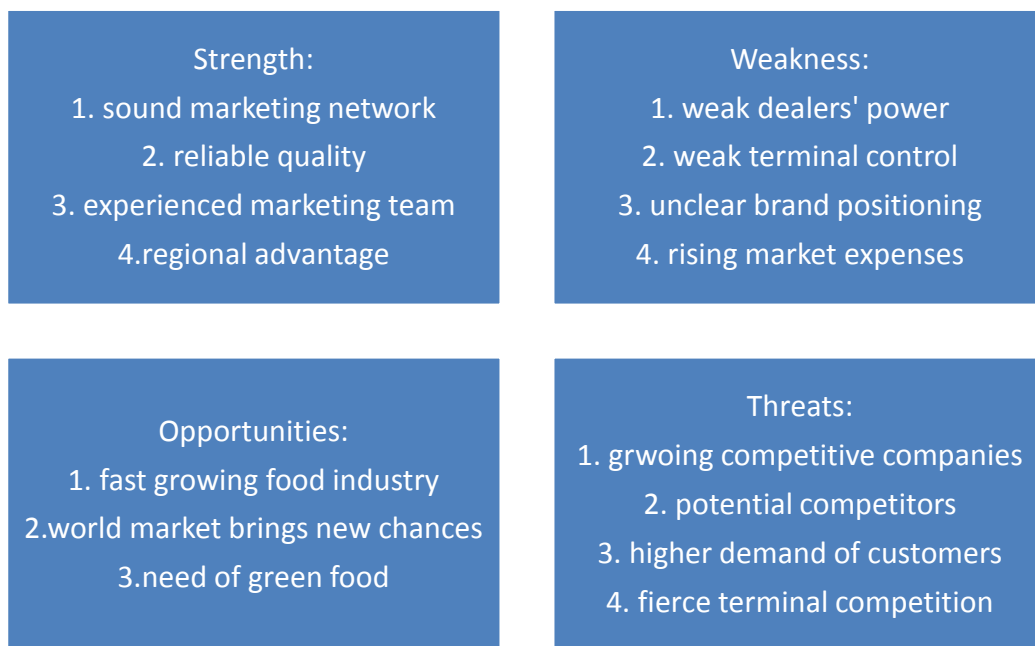 Strength:
1. sound marketing network
2. reliable quality
3. experienced marketing team
4.regional advantage
Weakness:
1. weak dealers' power
2. weak terminal control
3. unclear brand positioning
4. rising market expenses
Opportunities:
1. fast growing food industry
2.world market brings new chances
3.need of green food
Threats:
1. grwoing competitive companies
2. potential competitors
3. higher demand of customers
4. fierce terminal competition